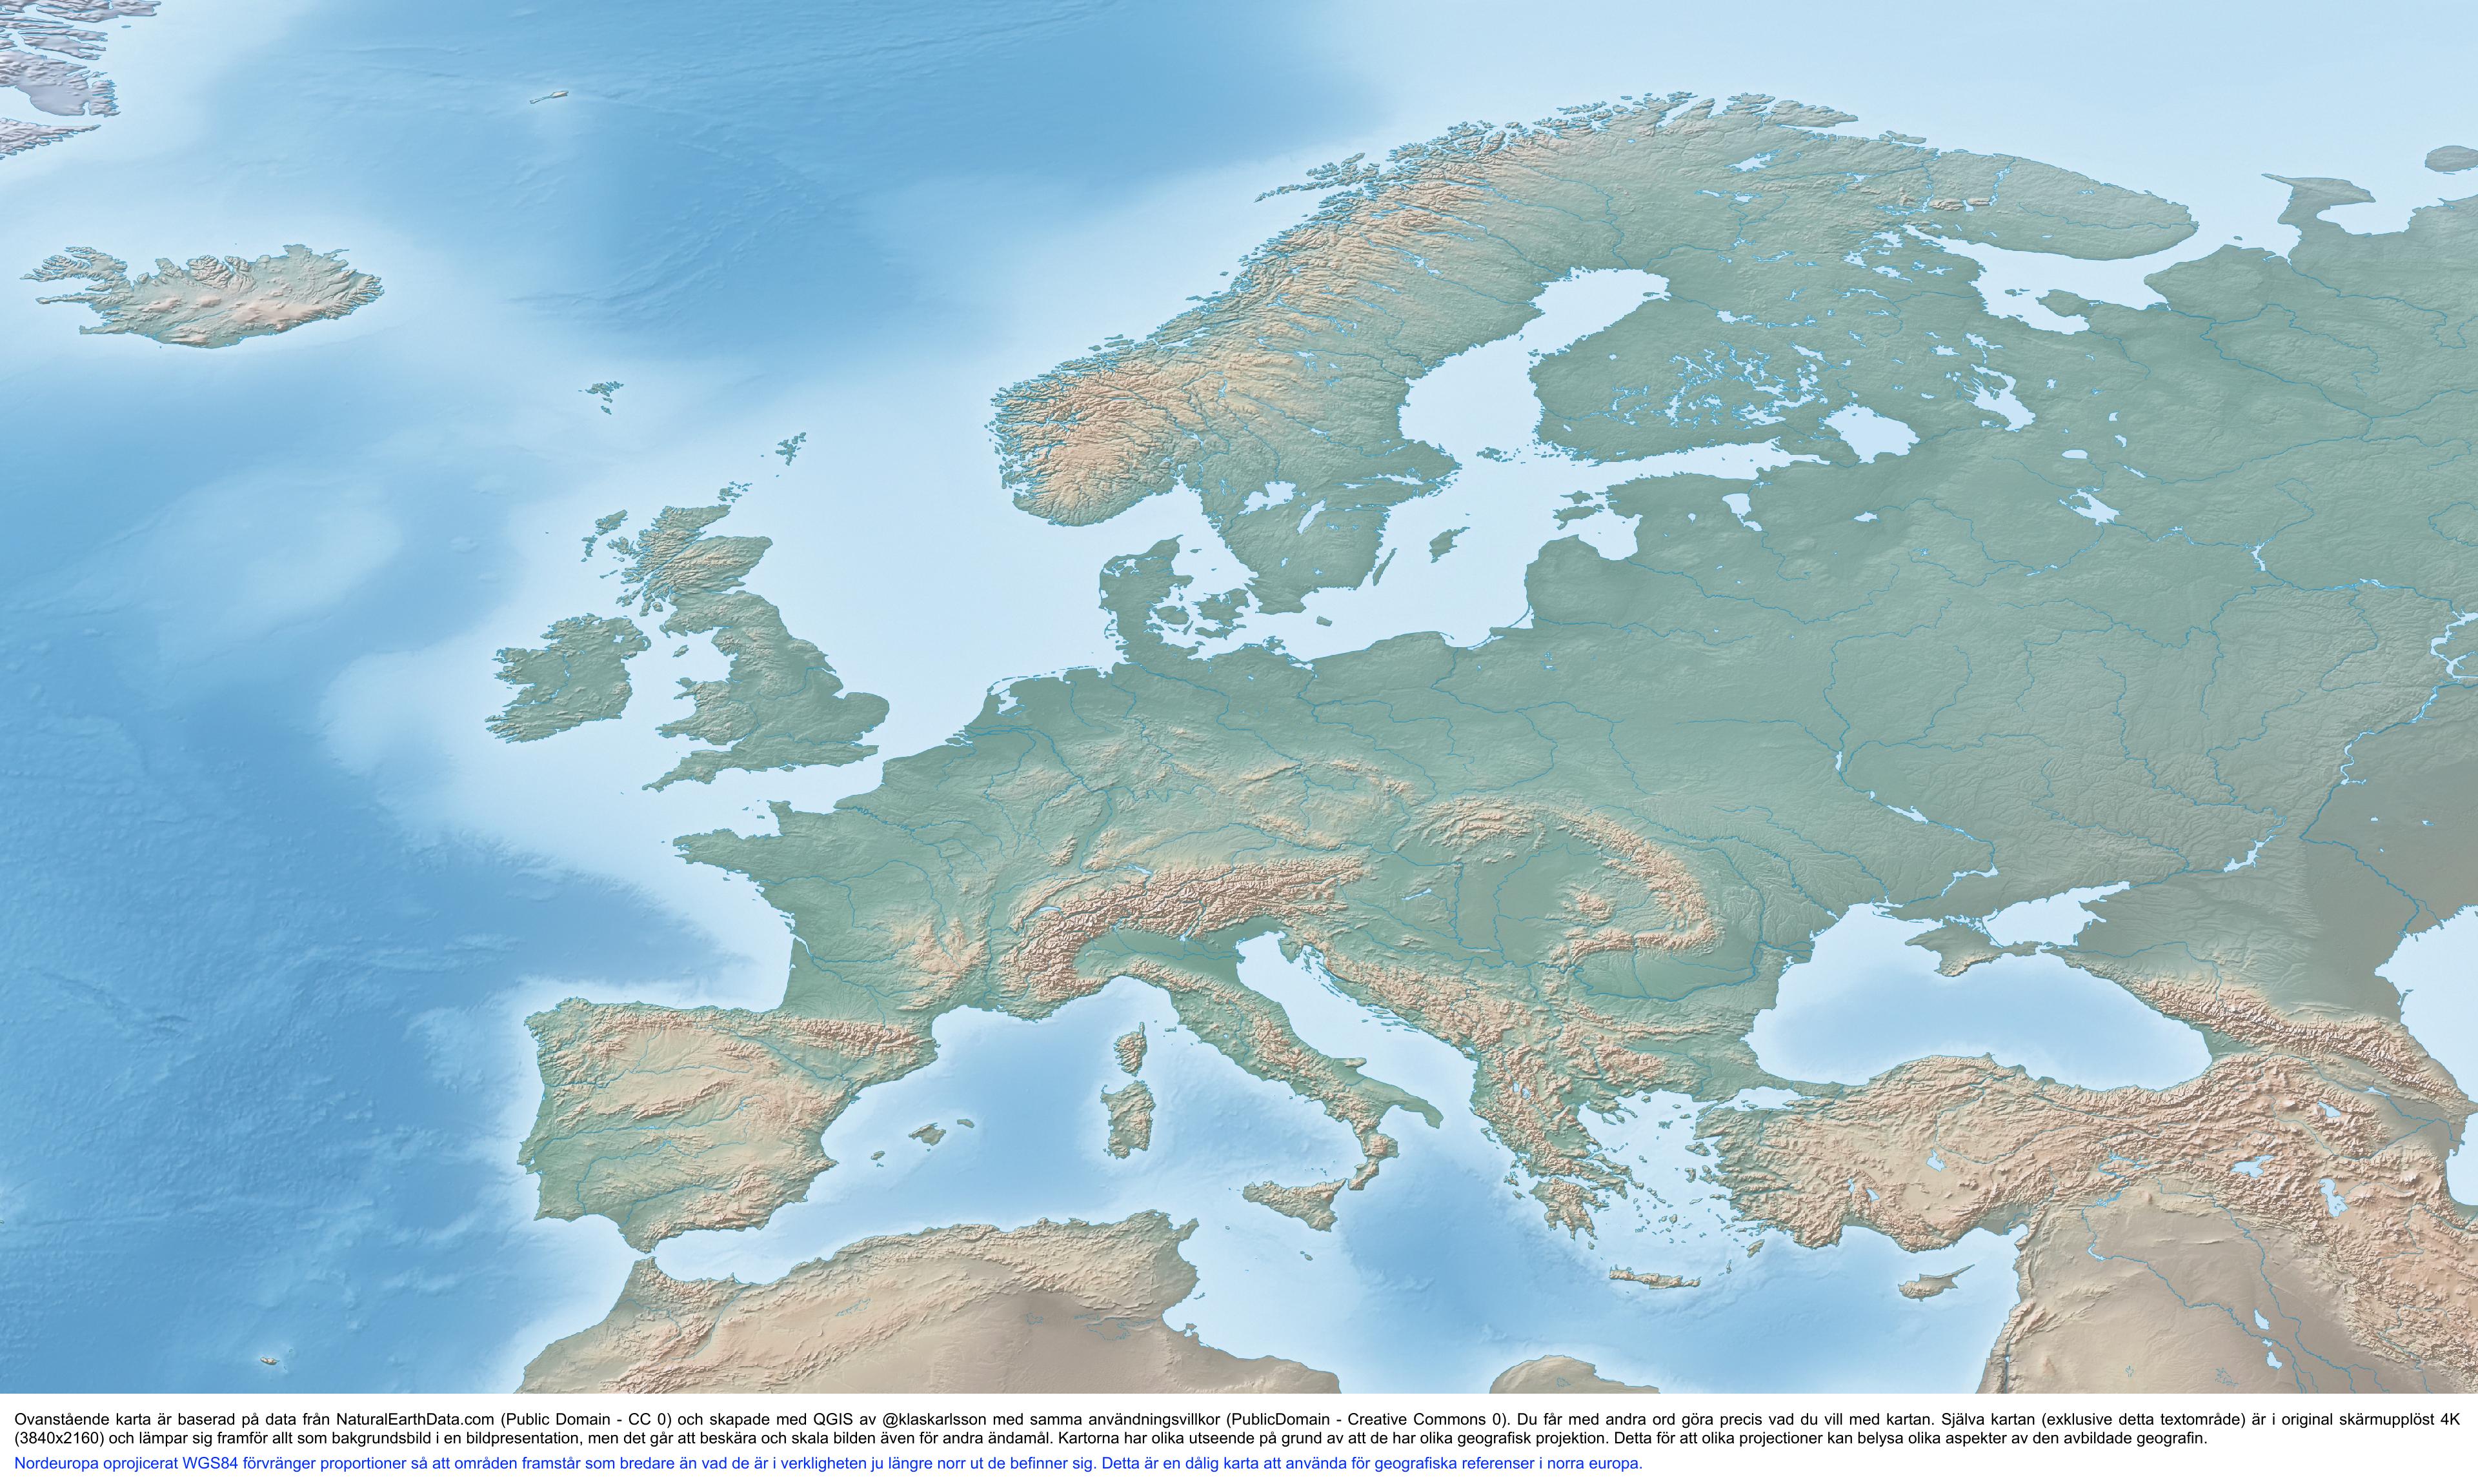 Ovanstående karta är baserad på data från NaturalEarthData.com (Public Domain - CC 0) och skapade med QGIS av @klaskarlsson med samma användningsvillkor (PublicDomain - Creative Commons 0). Du får med andra ord göra precis vad du vill med kartan. Själva kartan (exklusive detta textområde) är i original skärmupplöst 4K
(3840x2160) och lämpar sig framför allt som bakgrundsbild i en bildpresentation, men det går att beskära och skala bilden även för andra ändamål. Kartorna har olika utseende på grund av att de har olika geografisk projektion. Detta för att olika projectioner kan belysa olika aspekter av den avbildade geografin.
Nordeuropa oprojicerat WGS84 förvränger proportioner så att områden framstår som bredare än vad de är i verkligheten ju längre norr ut de befinner sig. Detta är en dålig karta att använda för geografiska referenser i norra europa.